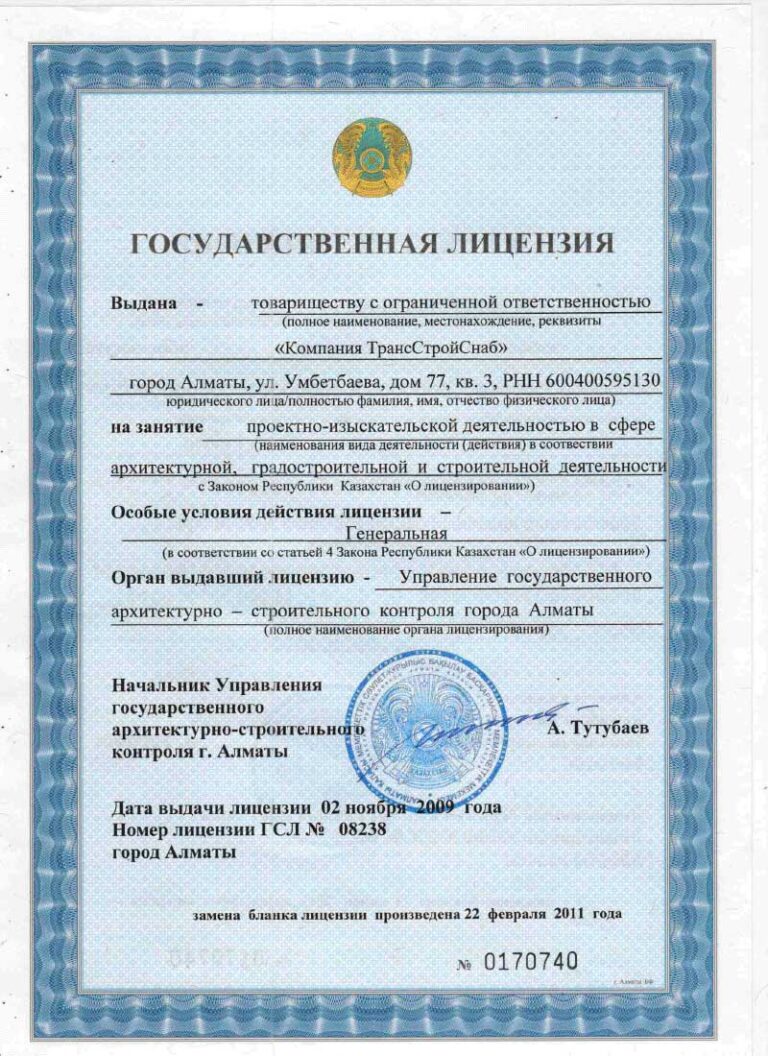 ГОСУДАРСТВЕННАЯ ЛИЦЕНЗИЯ
Выдана - товариществу с ограниченной ответственностью
(полное наименование, местонахождение, реквизиты
«Компания ТрансСтройСнаб»
город Алматы, ул. Умбетбаева, дом 77, кв. 3, РНН 600400595130
юридического лица/полностью фамилия, имя, отчество физического лица)
на занятие проектно-изыскательской деятельностью в сфере
(наименования вида деятельности (действия) в соответствии
архитектурной, градостроительной и строительной деятельности
с Законом Республики Казахстан «О лицензировании»)
Особые условия действия лицензии –
Генеральная
(в соответствии со статьей 4 Закона Республики Казахстан «О лицензировании»)
Орган выдавший лицензию - Управление государственного
архитектурно – строительного контроля города Алматы
(полное наименование органа лицензирования)
Начальник Управления
государственного
архитектурно-строительного
контроля г. Алматы
А. Тутубаев
Дата выдачи лицензии 02 ноября 2009 года
Номер лицензии ГСЛ № 08238
город Алматы
замена бланка лицензии произведена 22 февраля 2011 года
№ 0170740